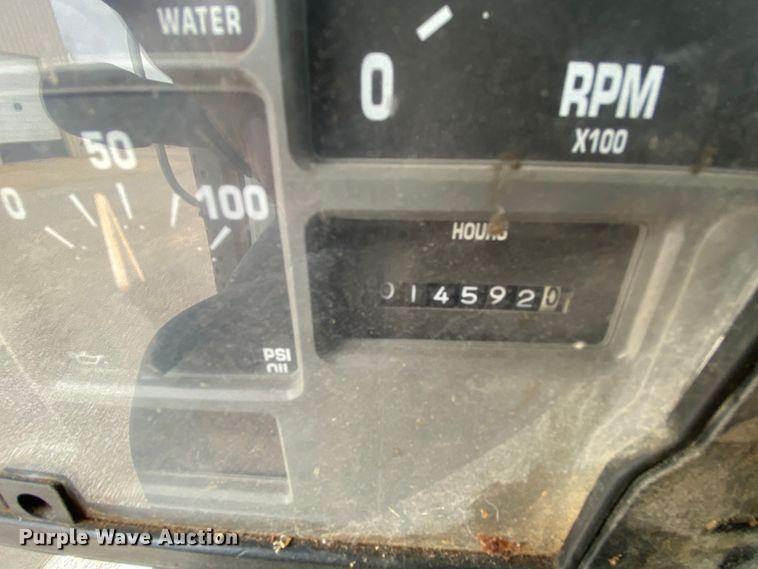 WATER
0
RPM
X100
50
0
100
HOURS
0145920
PSI
OIL
Purple Wave Auction